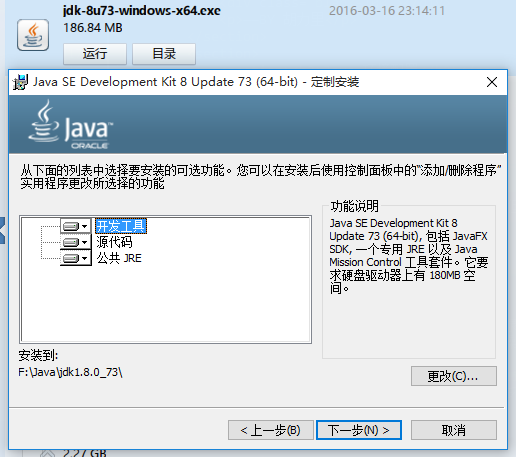 jdk-8u73-windows-x64.exe
2016-03-16 23:14:11
186.84 MB
运行
目录
Java SE Development Kit 8 Update 73 (64-bit) - 定制安装
Java™
ORACLE
从下面的列表中选择要安装的可选功能。您可以在安装后使用控制面板中的"添加/删除程序"
实用程序更改所选择的功能
开发工具
源代码
公共 JRE
功能说明
Java SE Development Kit 8
Update 73 (64-bit), 包括 JavaFX
SDK, 一个专用 JRE 以及 Java
Mission Control 工具套件。它要
求硬盘驱动器上有 180MB 空
间。
安装到:
F:\Java\jdk1.8.0_73\
更改(C)...
< 上一步(B)
下一步(N) >
取消
2.27 GB